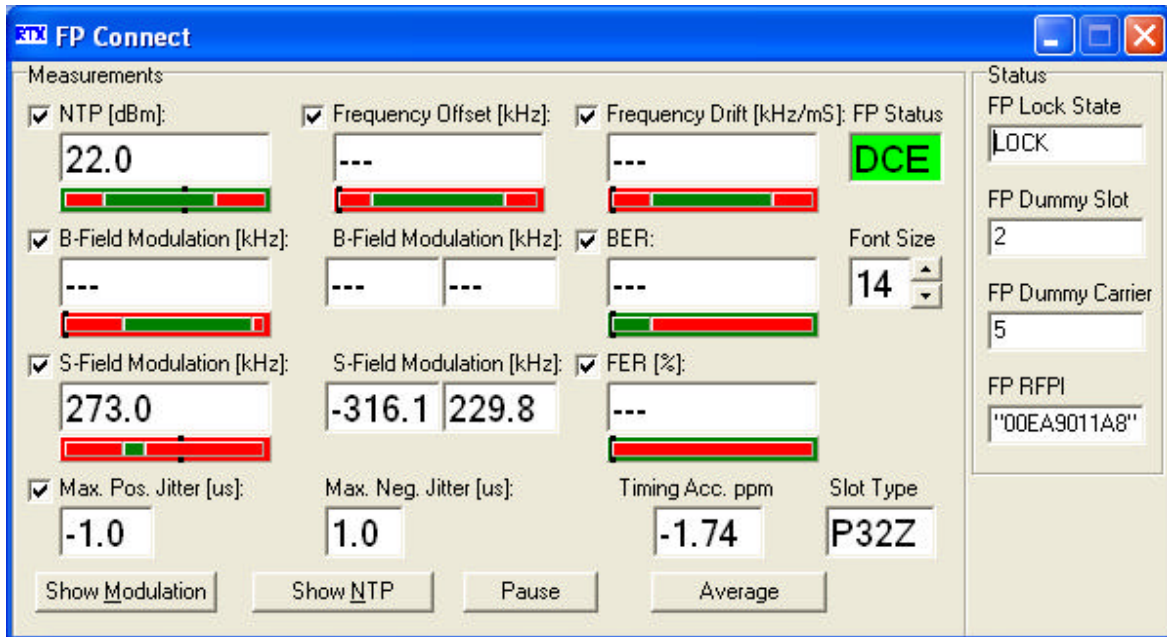 RTX FP Connect
Measurements
Status
NTP [dBm]: Frequency Offset [kHz]: Frequency Drift [kHz/mS]: FP Status
22.0 --- --- DCE
FP Lock State
LOCK
B-Field Modulation [kHz]: B-Field Modulation [kHz]: BER: Font Size
--- --- --- --- 14
FP Dummy Slot
2
FP Dummy Carrier
5
S-Field Modulation [kHz]: S-Field Modulation [kHz]: FER [%]:
273.0 -316.1 229.8 ---
FP RFPI
"00EA9011A8"
Max. Pos. Jitter [us]: Max. Neg. Jitter [us]: Timing Acc. ppm Slot Type
-1.0 1.0 -1.74 P32Z
Show Modulation Show NTP Pause Average